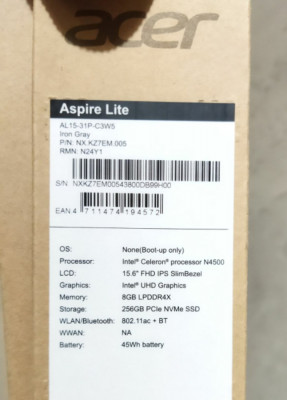 acer
Aspire Lite
AL15-31P-C3W5
Iron Gray
P/N: NX.KZ7EM.005
RMN: N24Y1
S/N: NXKZ7EM00543800DB99H00
EAN 4 711474 194572
OS: None(Boot-up only)
Processor: Intel® Celeron® processor N4500
LCD: 15.6" FHD IPS SlimBezel
Graphics: Intel® UHD Graphics
Memory: 8GB LPDDR4X
Storage: 256GB PCIe NVMe SSD
WLAN/Bluetooth: 802.11ac + BT
WWAN: NA
Battery: 45Wh battery